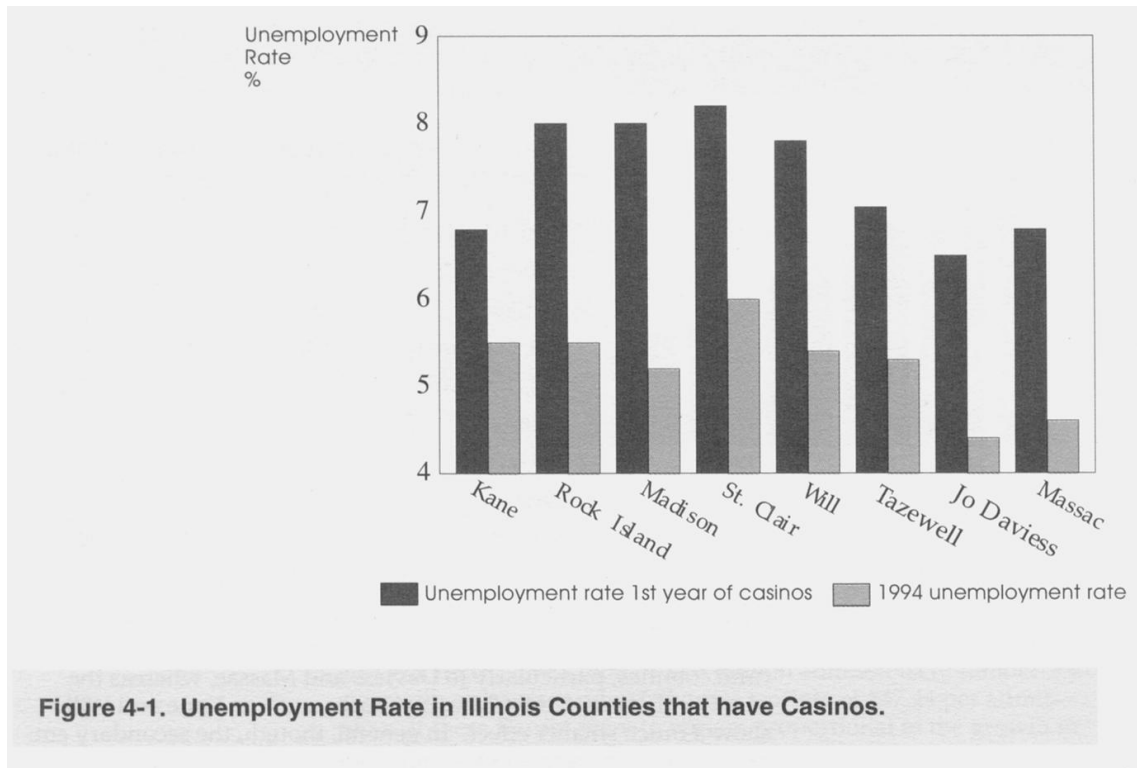 Unemployment
Rate
%
9
8
7
6
5
4
Kane
Rock Island
Madison
St. Clair
Will
Tazewell
Jo Daviess
Massac
Unemployment rate 1st year of casinos 1994 unemployment rate
Figure 4-1. Unemployment Rate in Illinois Counties that have Casinos.